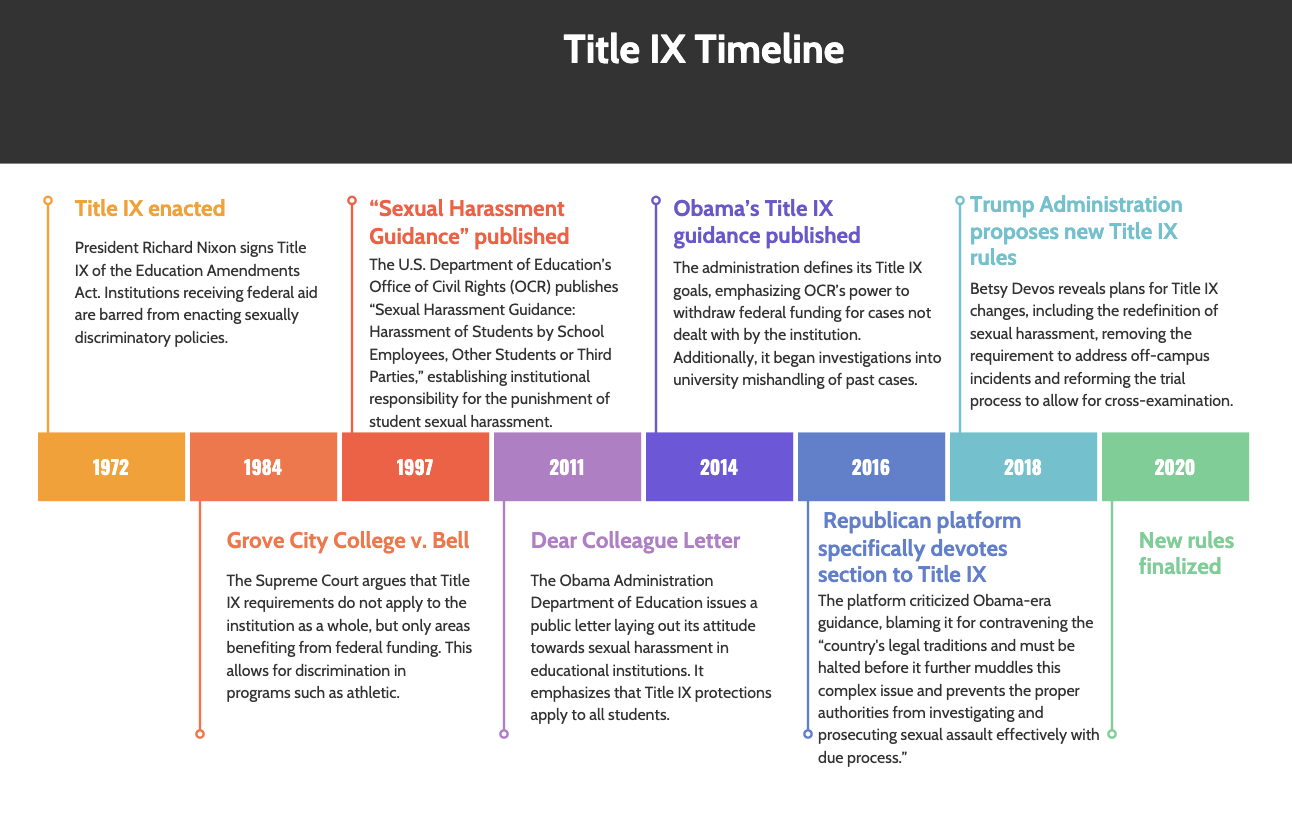 Title IX Timeline
Title IX enacted
President Richard Nixon signs Title
IX of the Education Amendments
Act. Institutions receiving federal aid
are barred from enacting sexually
discriminatory policies.
“Sexual Harassment
Guidance” published
The U.S. Department of Education’s
Office of Civil Rights (OCR) publishes
“Sexual Harassment Guidance:
Harassment of Students by School
Employees, Other Students or Third
Parties,” establishing institutional
responsibility for the punishment of
student sexual harassment.
Obama’s Title IX
guidance published
The administration defines its Title IX
goals, emphasizing OCR’s power to
withdraw federal funding for cases not
dealt with by the institution.
Additionally, it began investigations into
university mishandling of past cases.
Trump Administration
proposes new Title IX
rules
Betsy Devos reveals plans for Title IX
changes, including the redefinition of
sexual harassment, removing the
requirement to address off-campus
incidents and reforming the trial
process to allow for cross-examination.
1972
1984
1997
2011
2014
2016
2018
2020
Grove City College v. Bell
The Supreme Court argues that Title
IX requirements do not apply to the
institution as a whole, but only areas
benefiting from federal funding. This
allows for discrimination in
programs such as athletic.
Dear Colleague Letter
The Obama Administration
Department of Education issues a
public letter laying out its attitude
towards sexual harassment in
educational institutions. It
emphasizes that Title IX protections
apply to all students.
Republican platform
specifically devotes
section to Title IX
The platform criticized Obama-era
guidance, blaming it for contravening the
“country's legal traditions and must be
halted before it further muddles this
complex issue and prevents the proper
authorities from investigating and
prosecuting sexual assault effectively with
due process.”
New rules
finalized